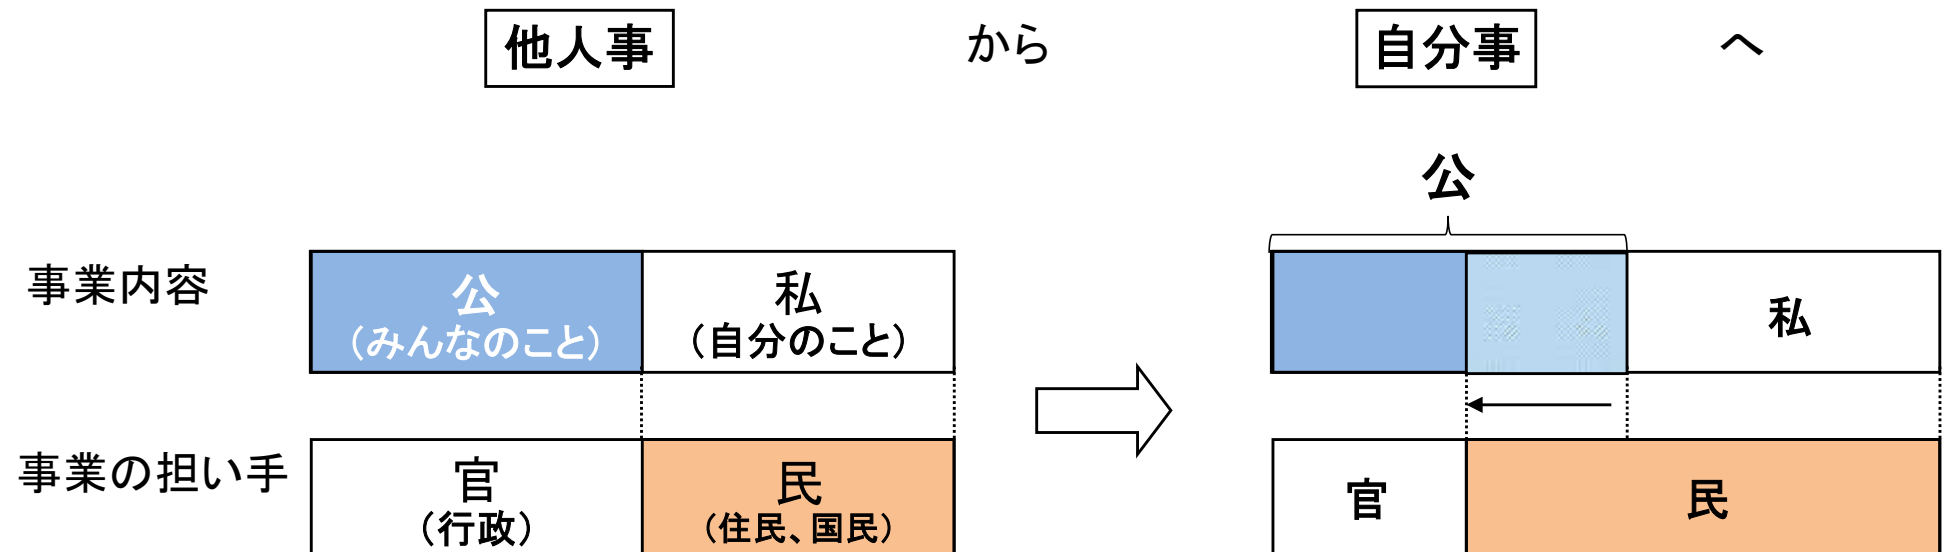 他人事 から 自分事 へ
公
事業内容
公
（みんなのこと）
私
（自分のこと）
私
事業の担い手
官
（行政）
民
（住民、国民）
官
民